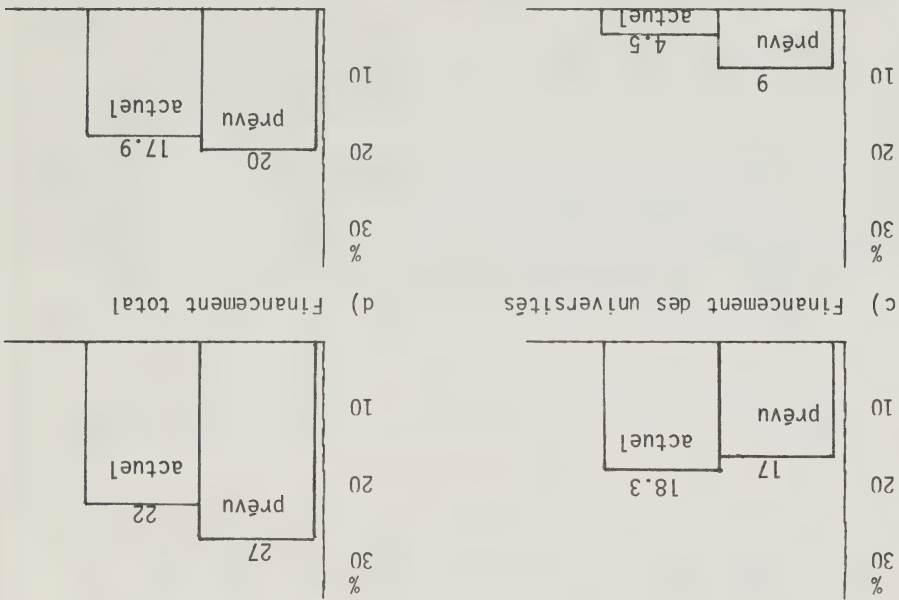 %
30
20 18.3
17
actuel
prévu
10
%
30
27
22
prévu
20
actuel
10
c) Financement des universités
%
30
20
9
10
4.5
prévu
actuel
d) Financement total
%
30
20 20
17.9
prévu
actuel
10